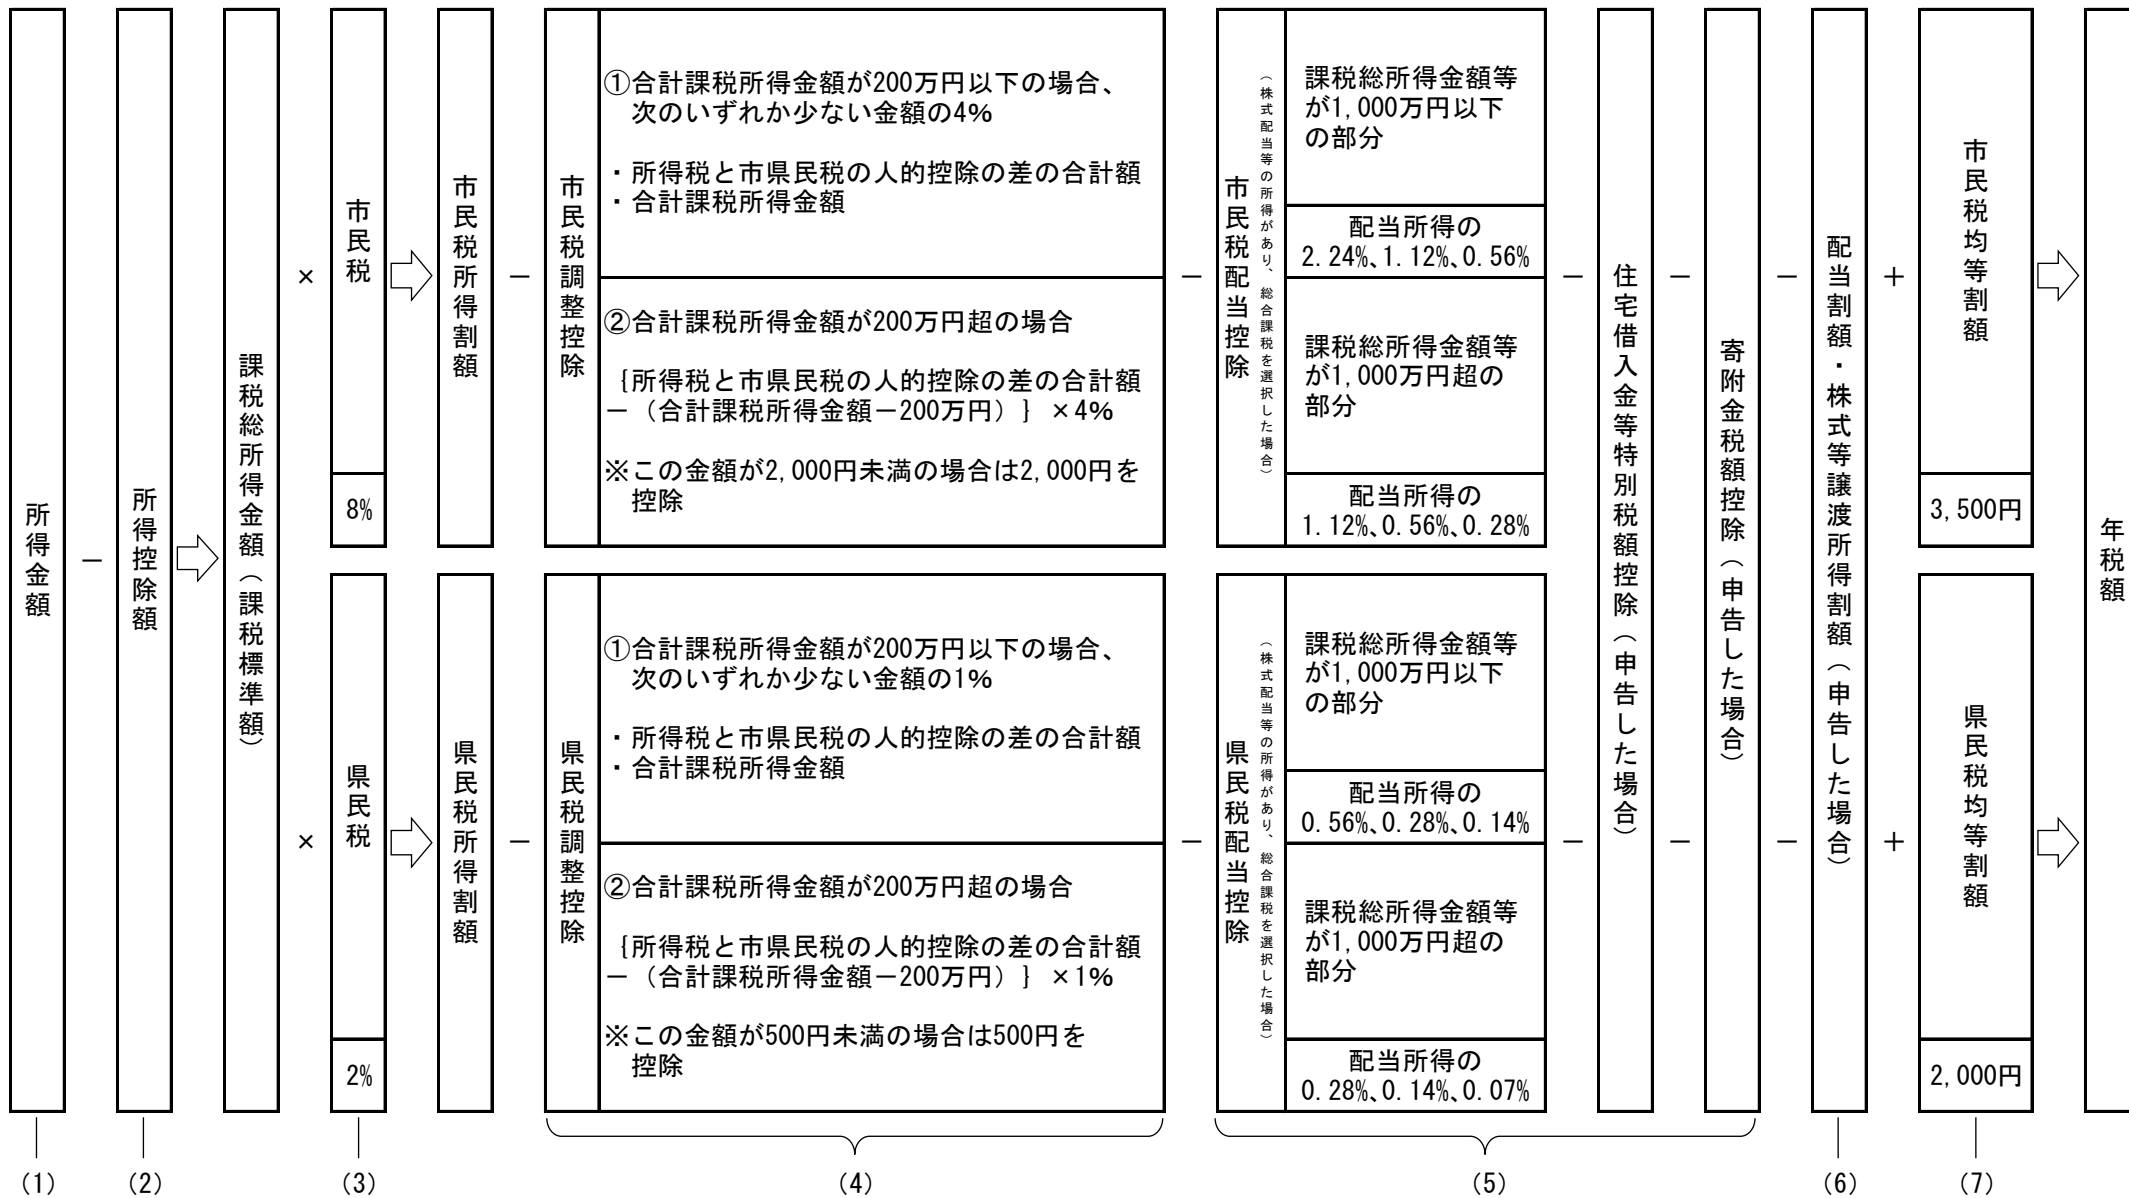 所得金額
－
所得控除額
課税総所得金額（課税標準額）
×
市民税
8%
市民税所得割額
－
市民税調整控除
①合計課税所得金額が200万円以下の場合、
次のいずれか少ない金額の4%
・所得税と市県民税の人的控除の差の合計額
・合計課税所得金額
②合計課税所得金額が200万円超の場合
｛所得税と市県民税の人的控除の差の合計額
－（合計課税所得金額－200万円）｝×4%
※この金額が2,000円未満の場合は2,000円を
控除
－
市民税配当控除
（株式配当等の所得があり、総合課税を選択した場合）
課税総所得金額等
が1,000万円以下
の部分
配当所得の
2.24%、1.12%、0.56%
課税総所得金額等
が1,000万円超の
部分
配当所得の
1.12%、0.56%、0.28%
×
県民税
2%
県民税所得割額
－
県民税調整控除
①合計課税所得金額が200万円以下の場合、
次のいずれか少ない金額の1%
・所得税と市県民税の人的控除の差の合計額
・合計課税所得金額
②合計課税所得金額が200万円超の場合
｛所得税と市県民税の人的控除の差の合計額
－（合計課税所得金額－200万円）｝×1%
※この金額が500円未満の場合は500円を
控除
－
県民税配当控除
（株式配当等の所得があり、総合課税を選択した場合）
課税総所得金額等
が1,000万円以下
の部分
配当所得の
0.56%、0.28%、0.14%
課税総所得金額等
が1,000万円超の
部分
配当所得の
0.28%、0.14%、0.07%
－
－
住宅借入金等特別税額控除（申告した場合）
－
－
寄附金税額控除（申告した場合）
－
－
配当割額・株式等譲渡所得割額（申告した場合）
＋
市民税均等割額
3,500円
＋
県民税均等割額
2,000円
年税額
(1)
(2)
(3)
(4)
(5)
(6)
(7)